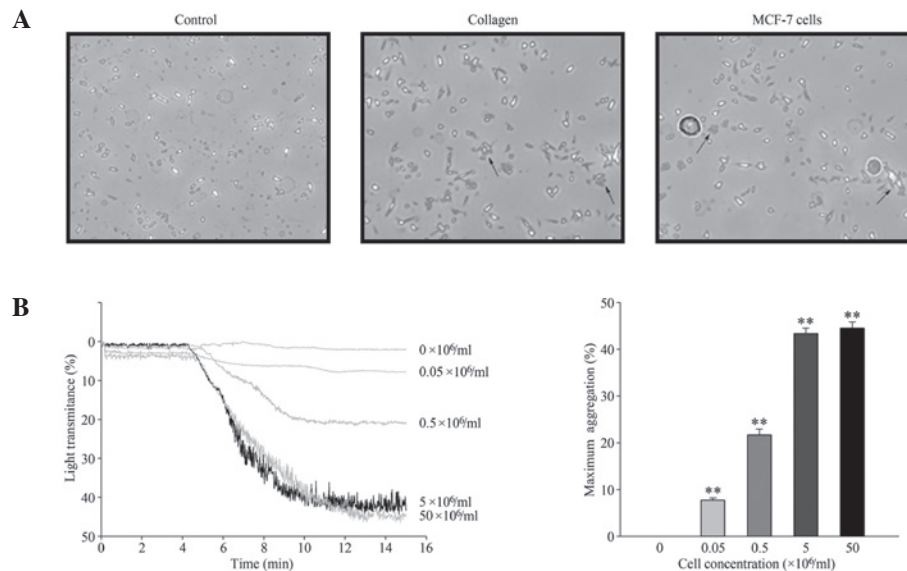 A
Control
Collagen
MCF-7 cells
B
Light transmitance (%)
0
10
20
30
40
50
0 2 4 6 8 10 12 14 16
Time (min)
0 ×10⁶/ml
0.05 ×10⁶/ml
0.5 ×10⁶/ml
5 ×10⁶/ml
50 ×10⁶/ml
Maximum aggregation (%)
50
40
30
20
10
0
**
**
**
**
0 0.05 0.5 5 50
Cell concentration (×10⁶/ml)